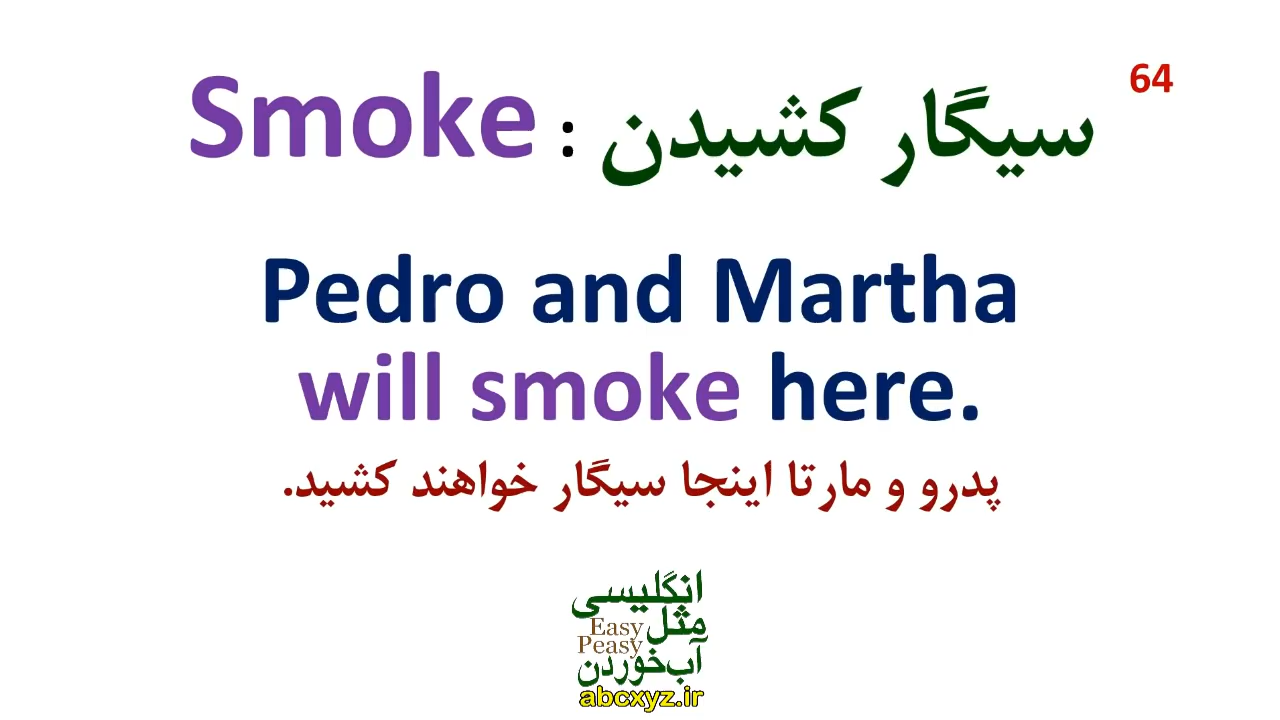 64
Smoke : سیگار کشیدن
Pedro and Martha
will smoke here.
پدرو و مارتا اینجا سیگار خواهند کشید.
انگلیسی
مثل Easy
Peasy
آب‌خوردن
abcxyz.ir